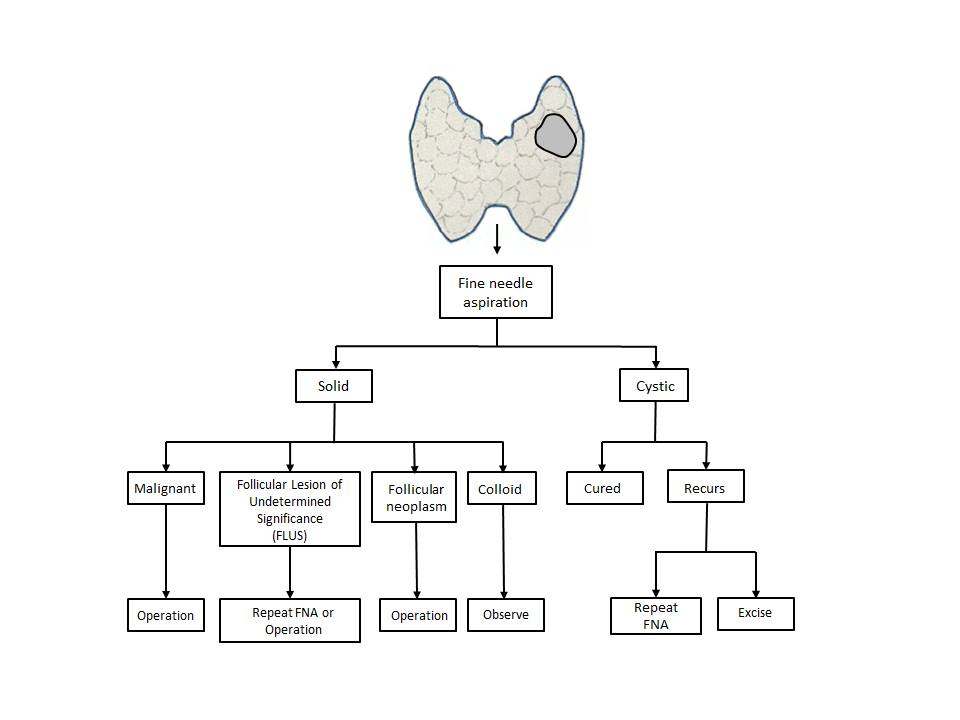 Fine needle
aspiration
Solid
Cystic
Malignant
Follicular Lesion of
Undetermined
Significance
(FLUS)
Follicular
neoplasm
Colloid
Cured
Recurs
Operation
Repeat FNA or
Operation
Operation
Observe
Repeat
FNA
Excise